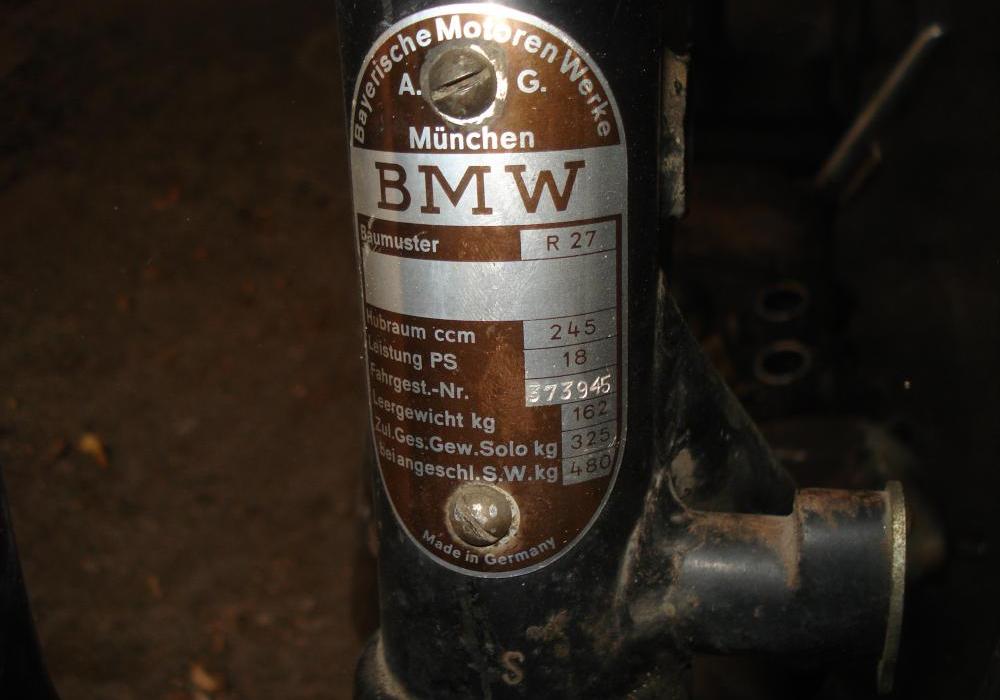 Bayerische Motoren Werke
A. G.
München
BMW
Baumuster R 27
Hubraum ccm 245
Leistung PS 18
Fahrgest.-Nr. 373945
Leergewicht kg 162
Zul.Ges.Gew.Solo kg 325
bei angeschl.S.W.kg 480
Made in Germany
S